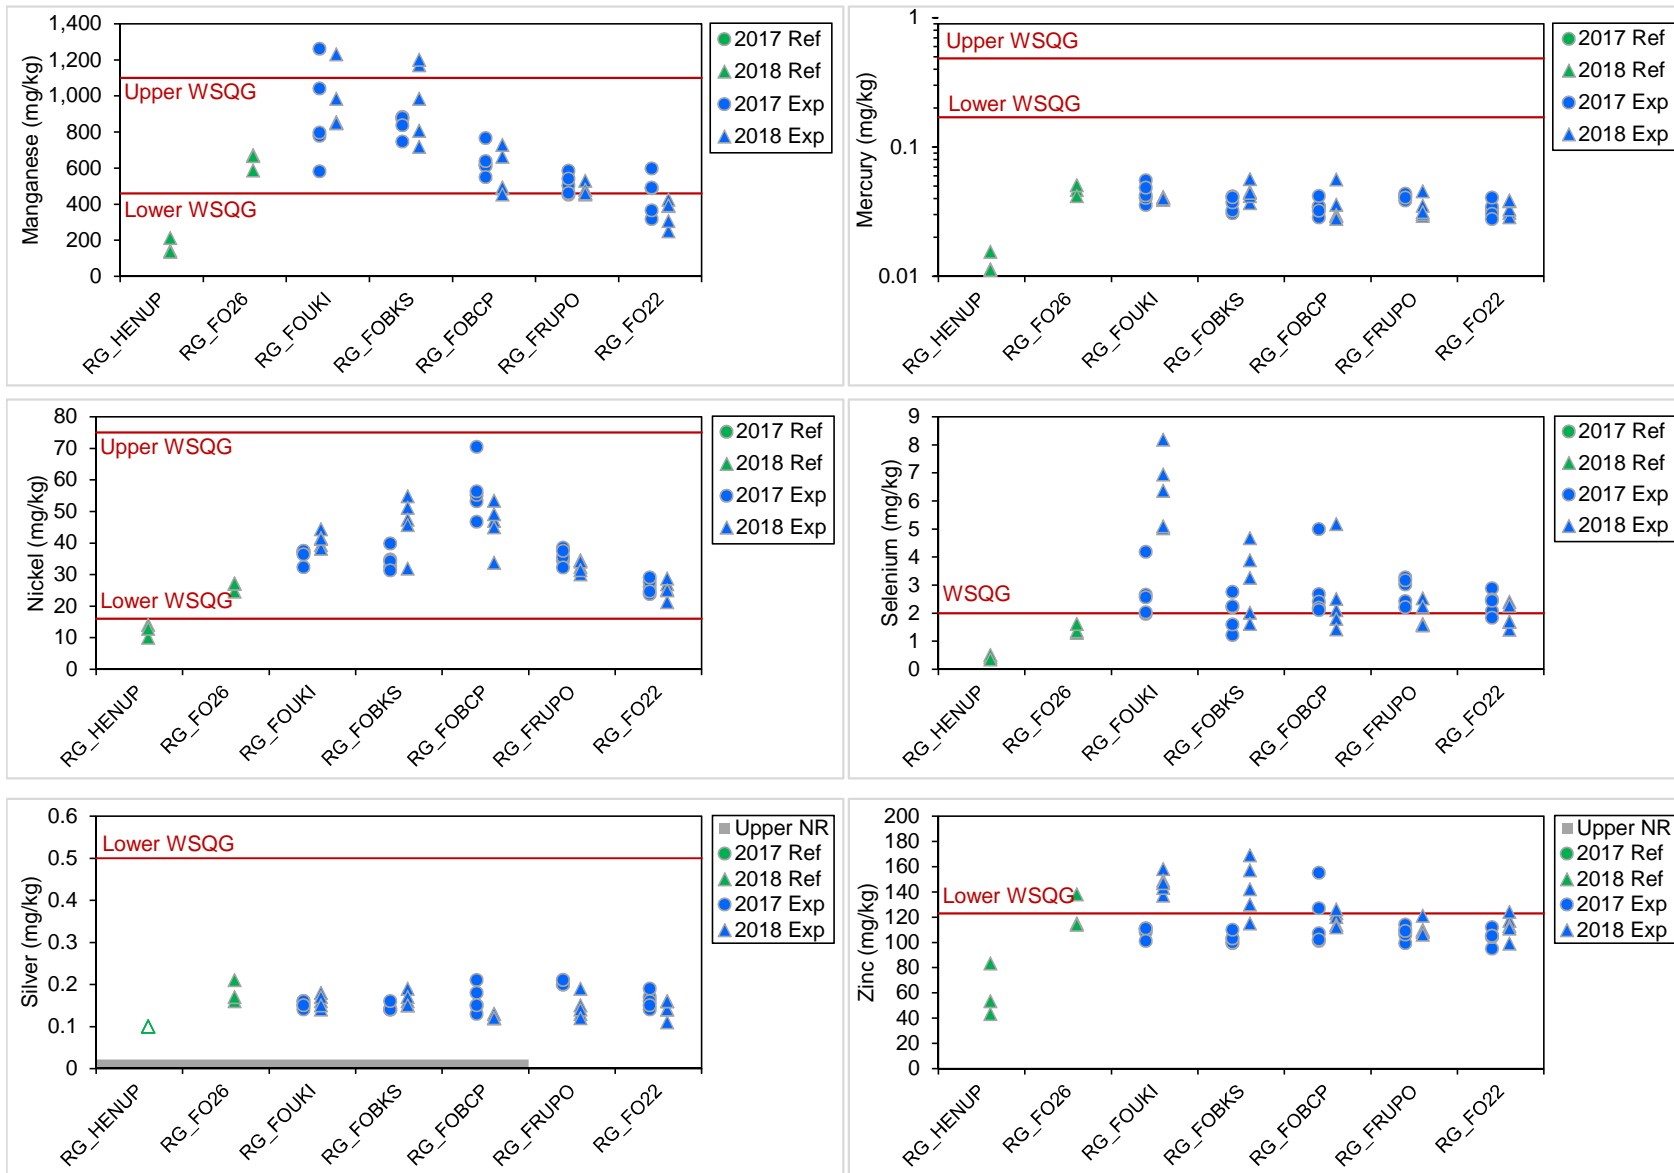 1,400
1,200
1,000
800
600
400
200
0
Manganese (mg/kg)
Upper WSQG
Lower WSQG
RG_HENUP
RG_FO26
RG_FOUKI
RG_FOBKS
RG_FOBCP
RG_FRUPO
RG_FO22
2017 Ref
2018 Ref
2017 Exp
2018 Exp
1
0.1
0.01
Mercury (mg/kg)
Upper WSQG
Lower WSQG
RG_HENUP
RG_FO26
RG_FOUKI
RG_FOBKS
RG_FOBCP
RG_FRUPO
RG_FO22
2017 Ref
2018 Ref
2017 Exp
2018 Exp
80
70
60
50
40
30
20
10
0
Nickel (mg/kg)
Upper WSQG
Lower WSQG
RG_HENUP
RG_FO26
RG_FOUKI
RG_FOBKS
RG_FOBCP
RG_FRUPO
RG_FO22
2017 Ref
2018 Ref
2017 Exp
2018 Exp
9
8
7
6
5
4
3
2
1
0
Selenium (mg/kg)
WSQG
RG_HENUP
RG_FO26
RG_FOUKI
RG_FOBKS
RG_FOBCP
RG_FRUPO
RG_FO22
2017 Ref
2018 Ref
2017 Exp
2018 Exp
0.6
0.5
0.4
0.3
0.2
0.1
0
Silver (mg/kg)
Lower WSQG
RG_HENUP
RG_FO26
RG_FOUKI
RG_FOBKS
RG_FOBCP
RG_FRUPO
RG_FO22
Upper NR
2017 Ref
2018 Ref
2017 Exp
2018 Exp
200
180
160
140
120
100
80
60
40
20
0
Zinc (mg/kg)
Lower WSQG
RG_HENUP
RG_FO26
RG_FOUKI
RG_FOBKS
RG_FOBCP
RG_FRUPO
RG_FO22
Upper NR
2017 Ref
2018 Ref
2017 Exp
2018 Exp